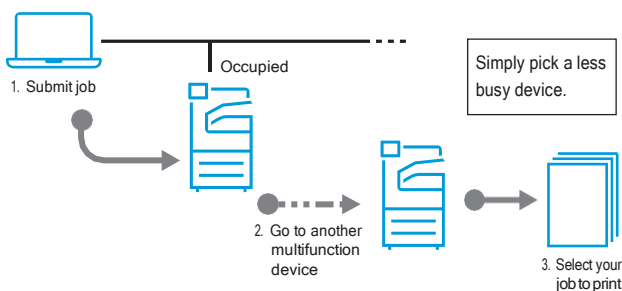 Occupied
1. Submit job
Simply pick a less
busy device.
2. Go to another
multifunction
device
3. Select your
job to print